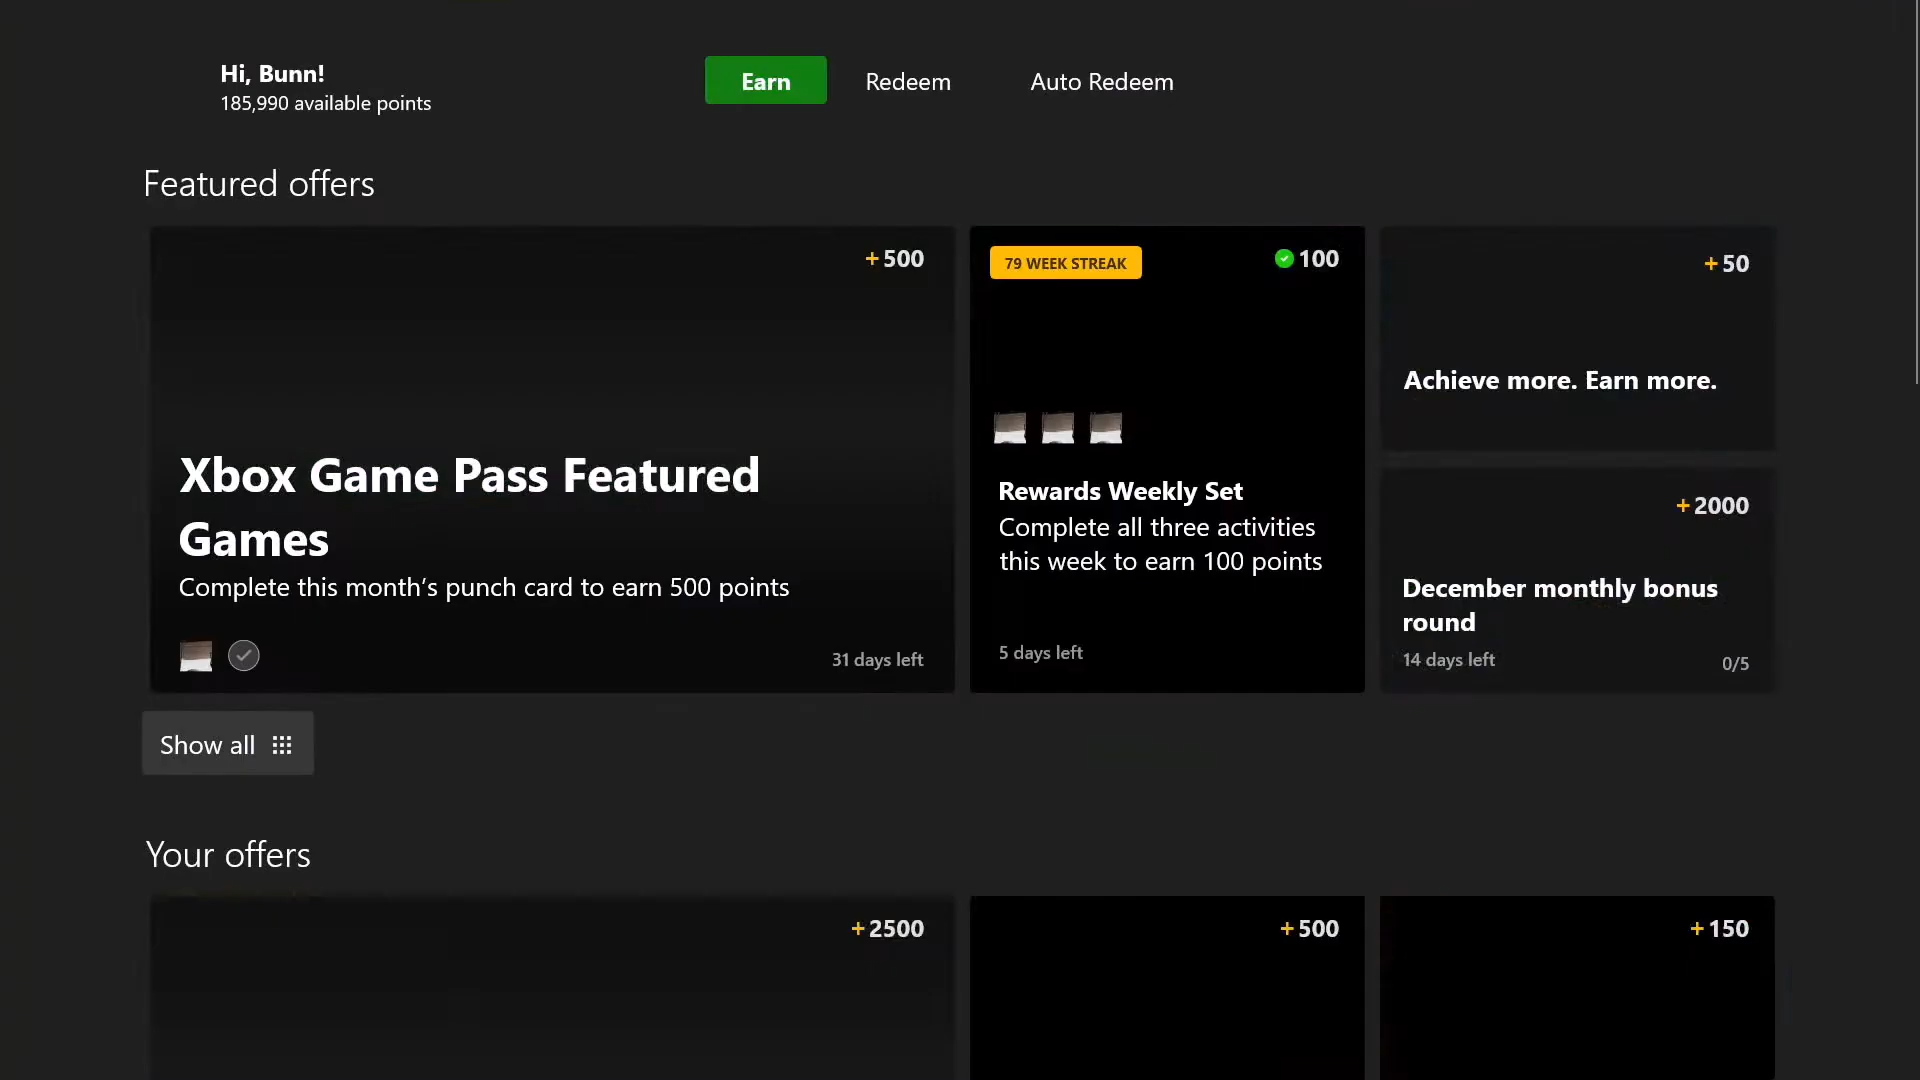 Hi, Bunn!
185,990 available points
Earn
Redeem
Auto Redeem
Featured offers
+500
Xbox Game Pass Featured
Games
Complete this month’s punch card to earn 500 points
31 days left
79 WEEK STREAK
100
Rewards Weekly Set
Complete all three activities
this week to earn 100 points
5 days left
+50
Achieve more. Earn more.
+2000
December monthly bonus
round
14 days left
0/5
Show all
Your offers
+2500
+500
+150